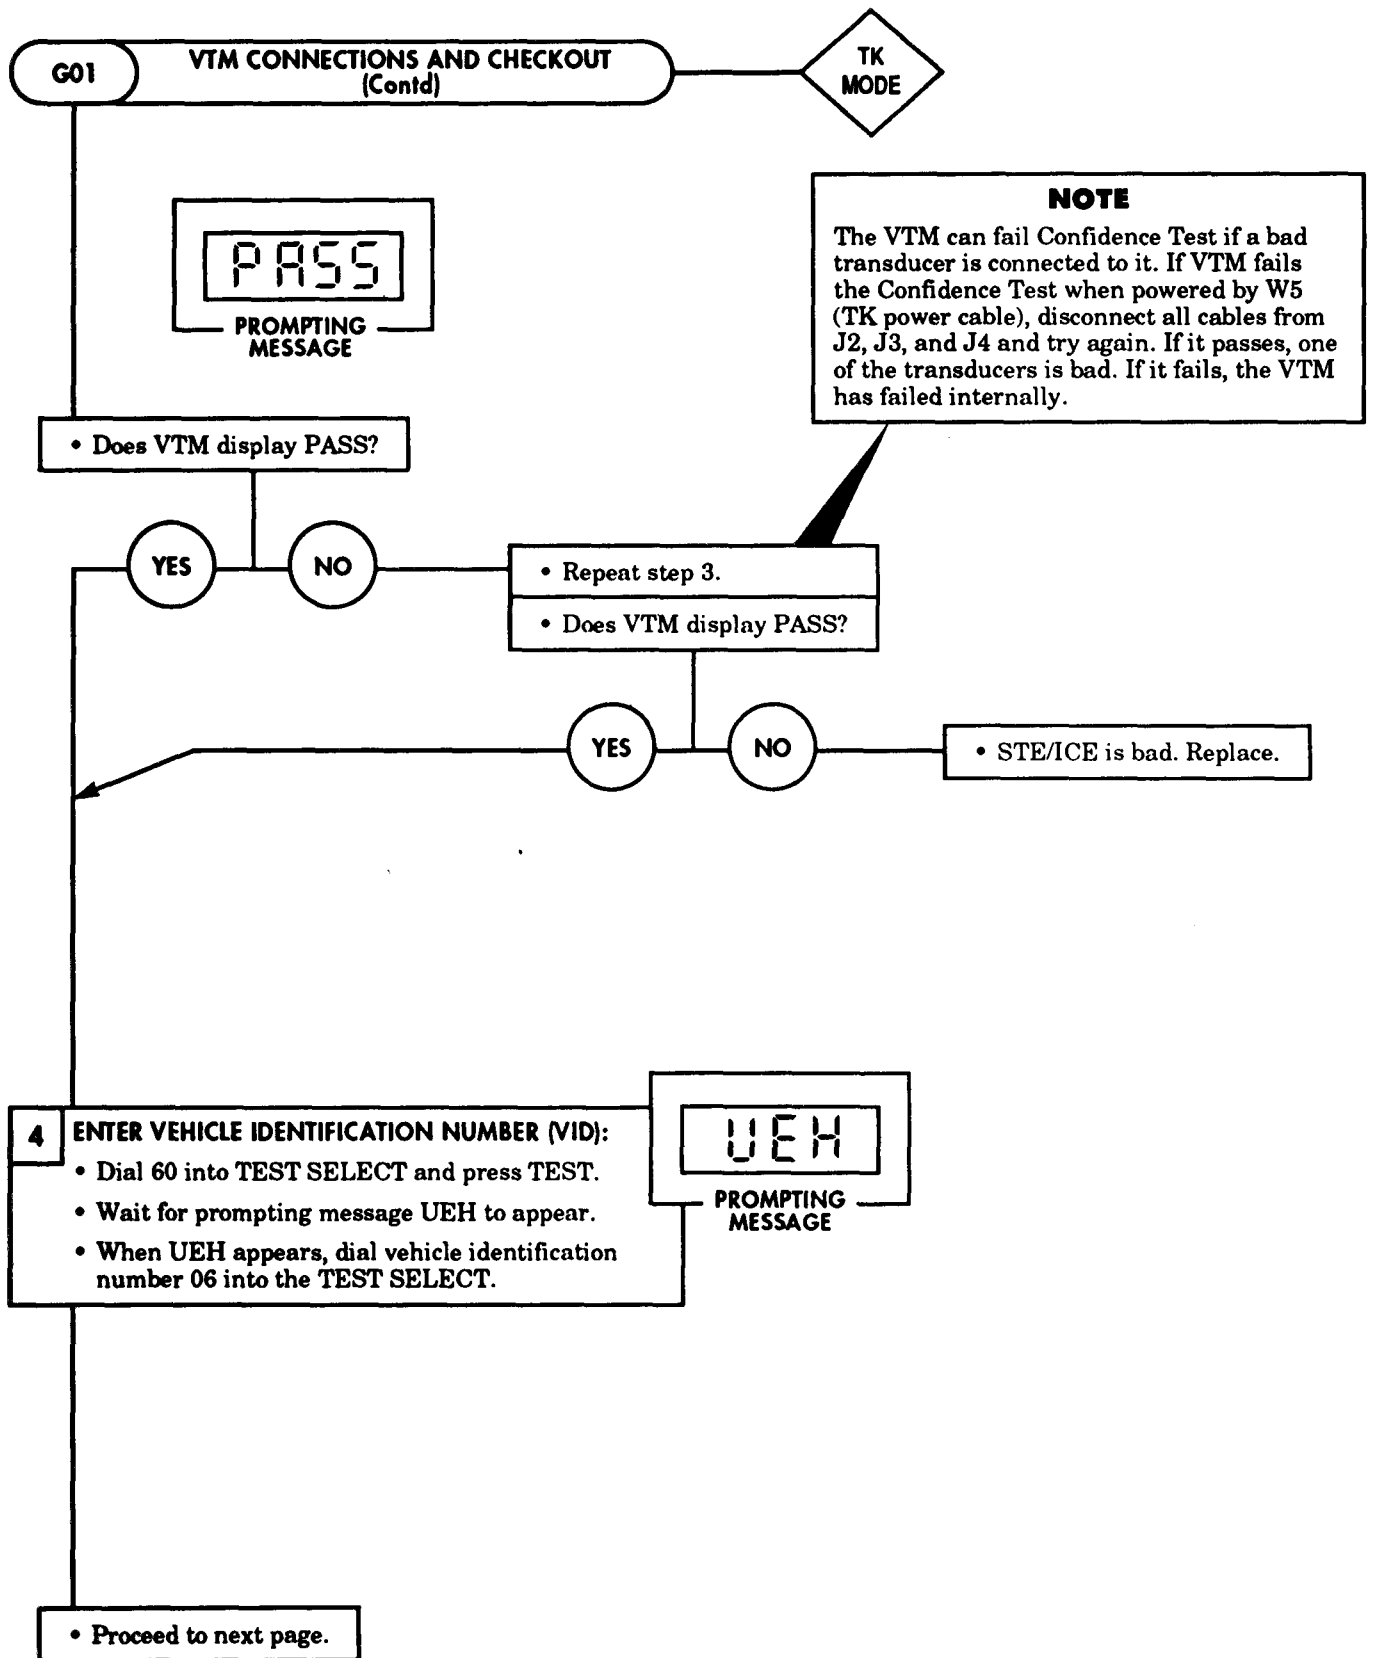 G01
VTM CONNECTIONS AND CHECKOUT
(Contd)
TK
MODE
PASS
PROMPTING
MESSAGE
NOTE
The VTM can fail Confidence Test if a bad
transducer is connected to it. If VTM fails
the Confidence Test when powered by W5
(TK power cable), disconnect all cables from
J2, J3, and J4 and try again. If it passes, one
of the transducers is bad. If it fails, the VTM
has failed internally.
• Does VTM display PASS?
YES
NO
• Repeat step 3.
• Does VTM display PASS?
YES
NO
• STE/ICE is bad. Replace.
4 ENTER VEHICLE IDENTIFICATION NUMBER (VID):
• Dial 60 into TEST SELECT and press TEST.
• Wait for prompting message UEH to appear.
• When UEH appears, dial vehicle identification
number 06 into the TEST SELECT.
UEH
PROMPTING
MESSAGE
• Proceed to next page.